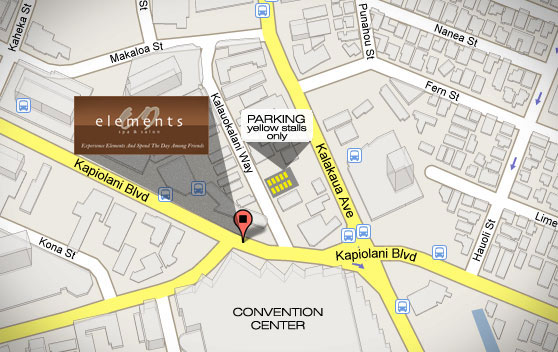 Kaheka St
Makaloa St
Punahou St
Nanea St
Fern St
elements
spa & salon
Experience Elements And Spend The Day Among Friends
Kalauokalani Way
PARKING
yellow stalls
only
Kalakaua Ave
Kapiolani Blvd
Kona St
Kapiolani Blvd
Hauoli St
Lime St
CONVENTION
CENTER